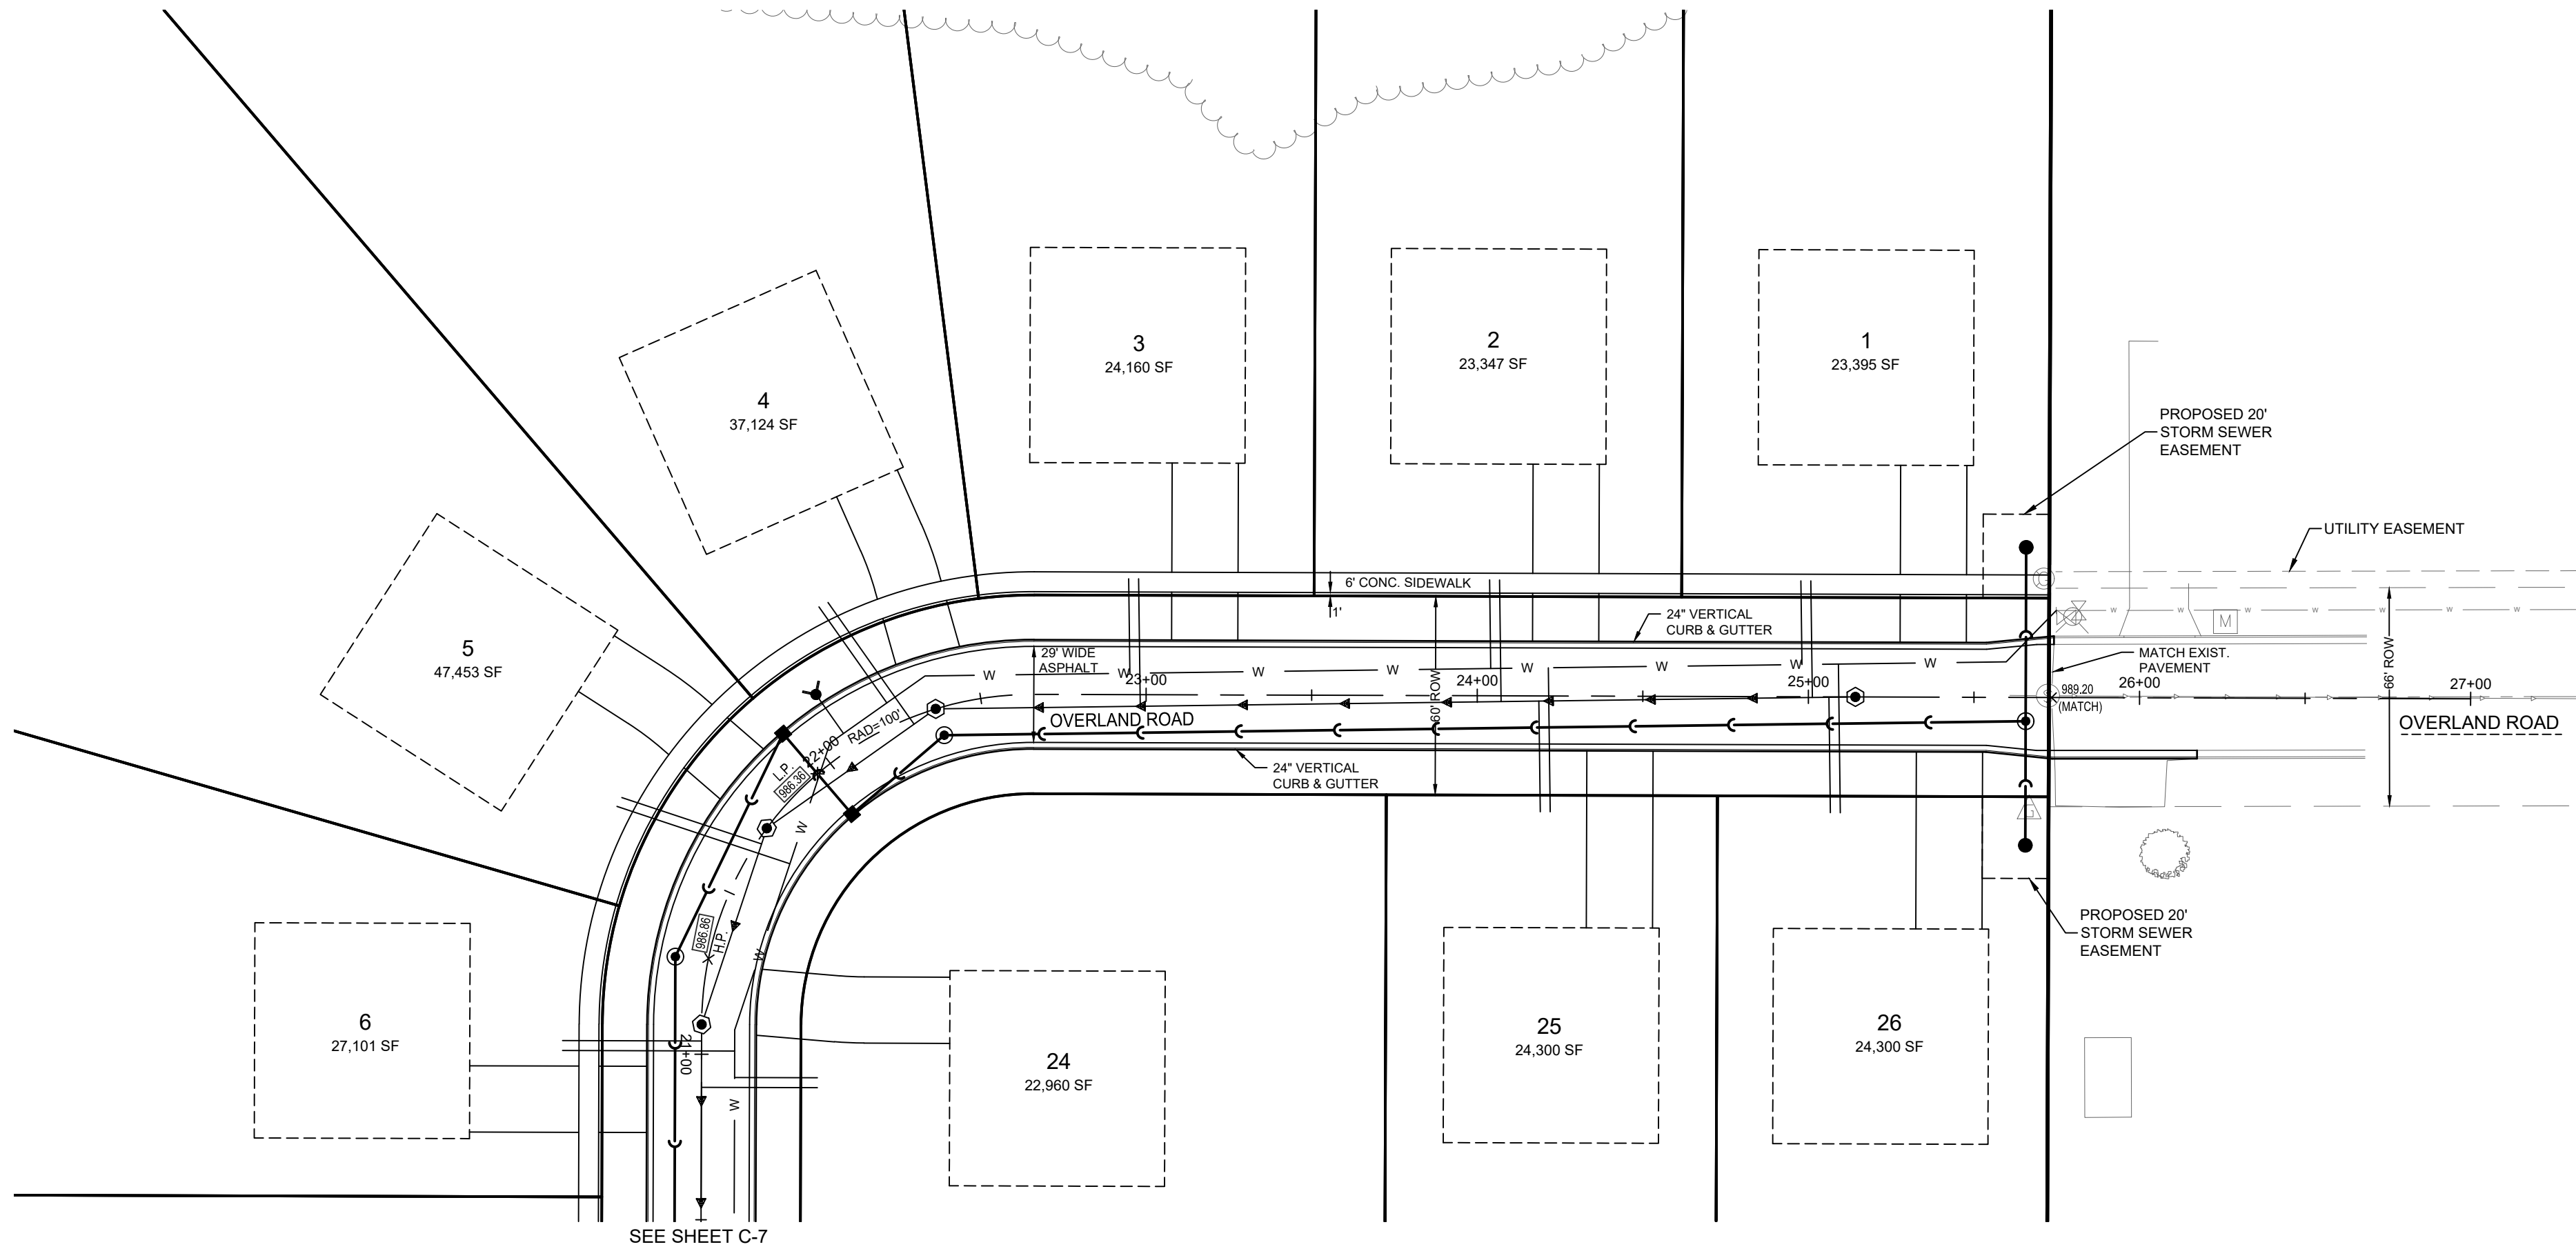 3
24,160 SF
2
23,347 SF
1
23,395 SF
4
37,124 SF
PROPOSED 20'
STORM SEWER
EASEMENT
UTILITY EASEMENT
5
47,453 SF
6' CONC. SIDEWALK
1'
24" VERTICAL
CURB & GUTTER
29' WIDE
ASPHALT
W
W
W
W
W
W
W
W
23+00
24+00
25+00
60' ROW
OVERLAND ROAD
RAD=100'
22+00
L.P.
986.36
G
w
w
w
w
w
w
w
M
MATCH EXIST.
PAVEMENT
S
989.20
(MATCH)
26+00
27+00
66' ROW
OVERLAND ROAD
24" VERTICAL
CURB & GUTTER
E
W
W
W
986.86
H.P.
21+00
PROPOSED 20'
STORM SEWER
EASEMENT
6
27,101 SF
24
22,960 SF
25
24,300 SF
26
24,300 SF
SEE SHEET C-7